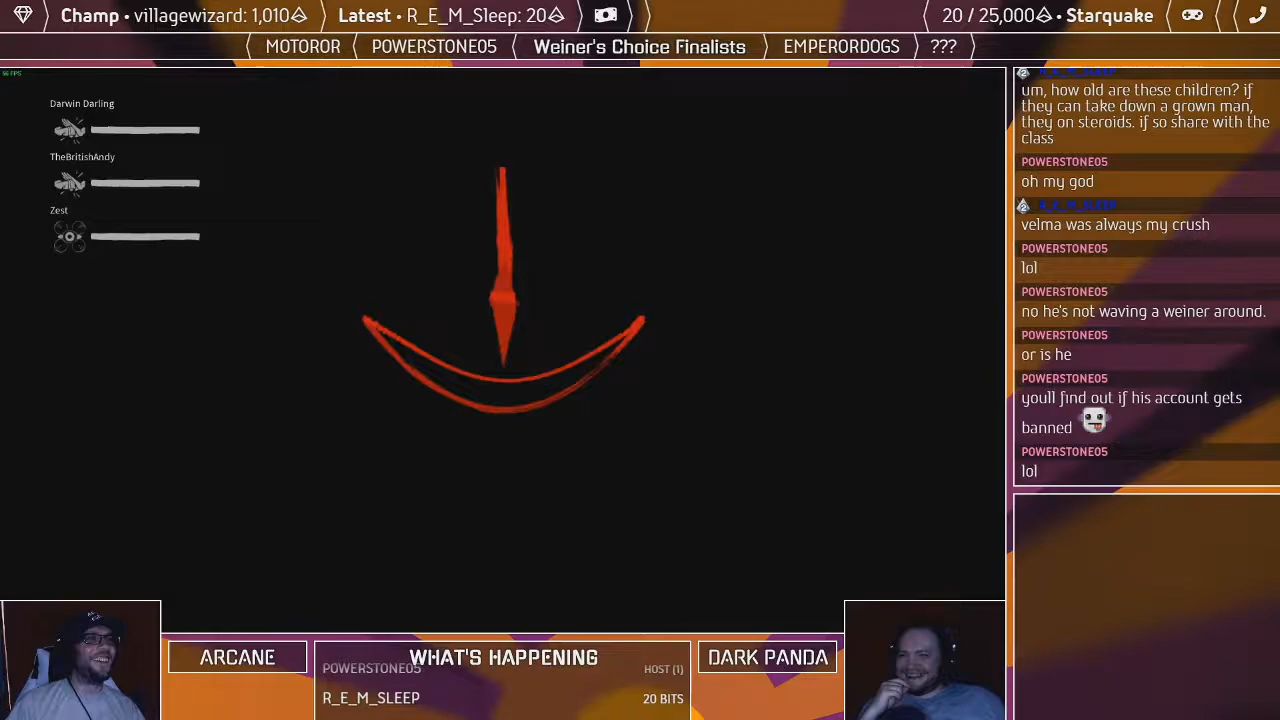 Champ • villagewizard: 1,010
Latest • R_E_M_Sleep: 20
20 / 25,000 • Starquake
MOTOROR
POWERSTONE05
Weiner's Choice Finalists
EMPERORDOGS
???
56 FPS
Darwin Darling
TheBritishAndy
Zest
R_E_M_SLEEP
um, how old are these children? if
they can take down a grown man,
they on steroids. if so share with the
class
POWERSTONE05
oh my god
R_E_M_SLEEP
velma was always my crush
POWERSTONE05
lol
POWERSTONE05
no he's not waving a weiner around.
POWERSTONE05
or is he
POWERSTONE05
youll find out if his account gets
banned
POWERSTONE05
lol
ARCANE
WHAT'S HAPPENING
DARK PANDA
POWERSTONE05
HOST (1)
R_E_M_SLEEP
20 BITS